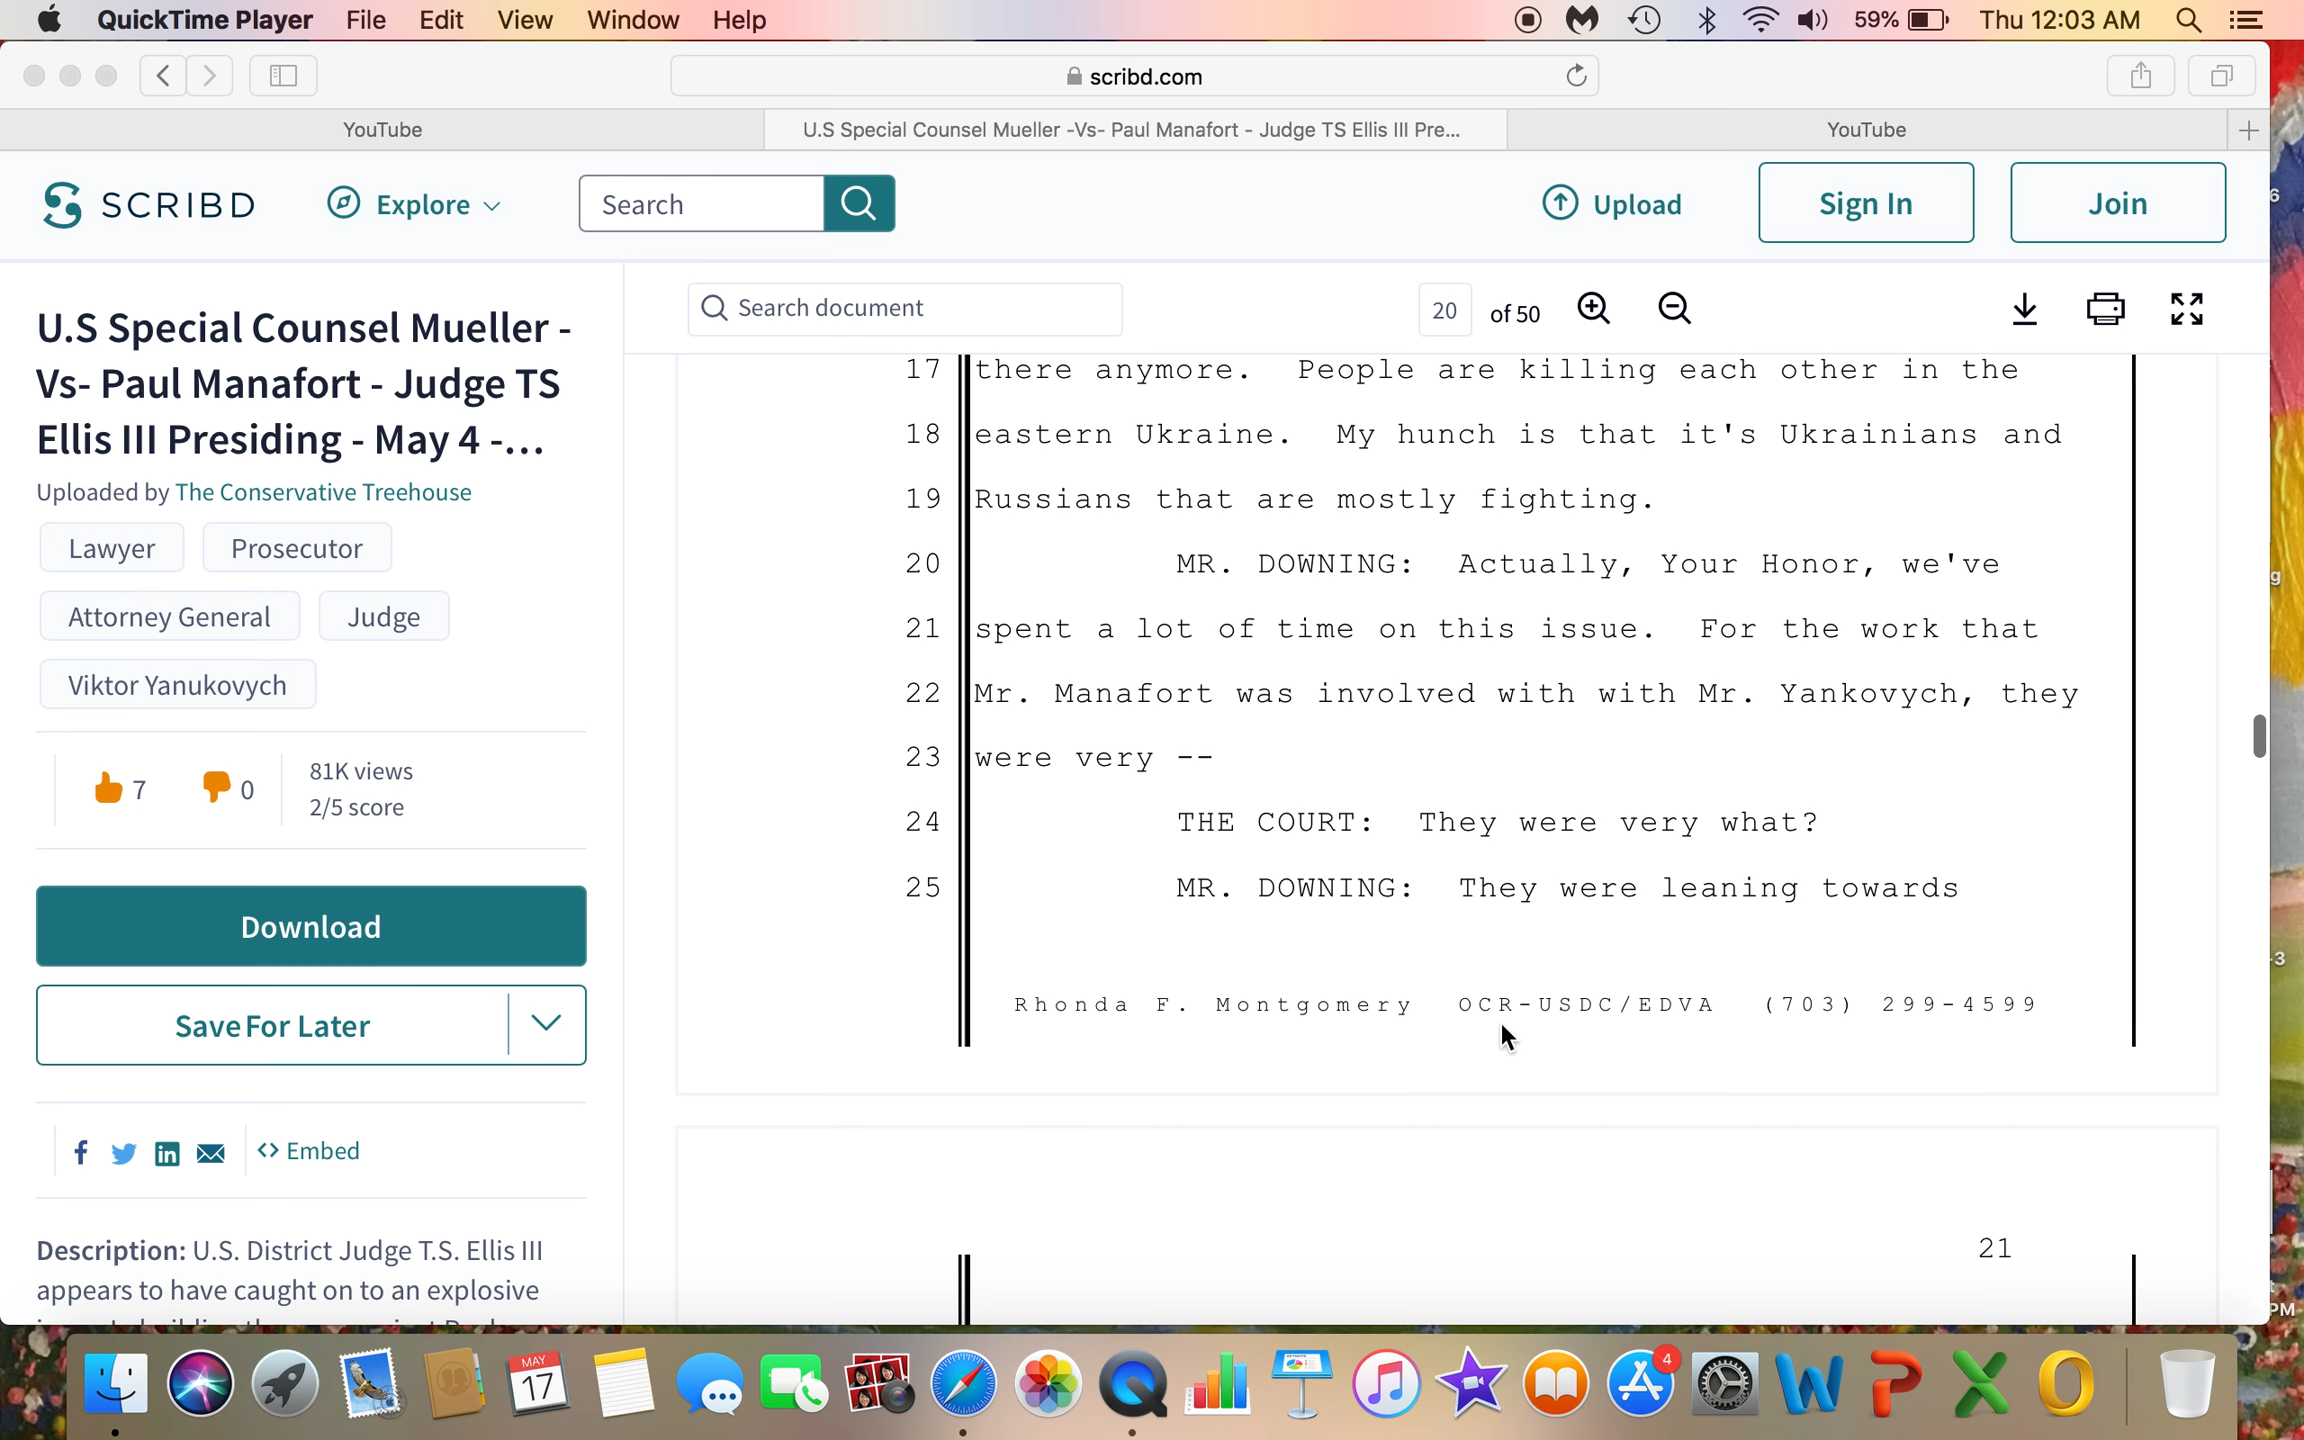 QuickTime Player File Edit View Window Help 59% Thu 12:03 AM
scribd.com
YouTube
U.S Special Counsel Mueller -Vs- Paul Manafort - Judge TS Ellis III Pre...
YouTube
SCRIBD Explore Search Upload Sign In Join
U.S Special Counsel Mueller -
Vs- Paul Manafort - Judge TS
Ellis III Presiding - May 4 -...
Uploaded by The Conservative Treehouse
Lawyer Prosecutor
Attorney General Judge
Viktor Yanukovych
7 0 81K views
2/5 score
Download
Save For Later
<> Embed
Description: U.S. District Judge T.S. Ellis III
appears to have caught on to an explosive
Search document 20 of 50
17 there anymore. People are killing each other in the
18 eastern Ukraine. My hunch is that it's Ukrainians and
19 Russians that are mostly fighting.
20 MR. DOWNING: Actually, Your Honor, we've
21 spent a lot of time on this issue. For the work that
22 Mr. Manafort was involved with with Mr. Yankovych, they
23 were very --
24 THE COURT: They were very what?
25 MR. DOWNING: They were leaning towards
Rhonda F. Montgomery OCR-USDC/EDVA (703) 299-4599
21
6
g
-3
PM
MAY
17
4